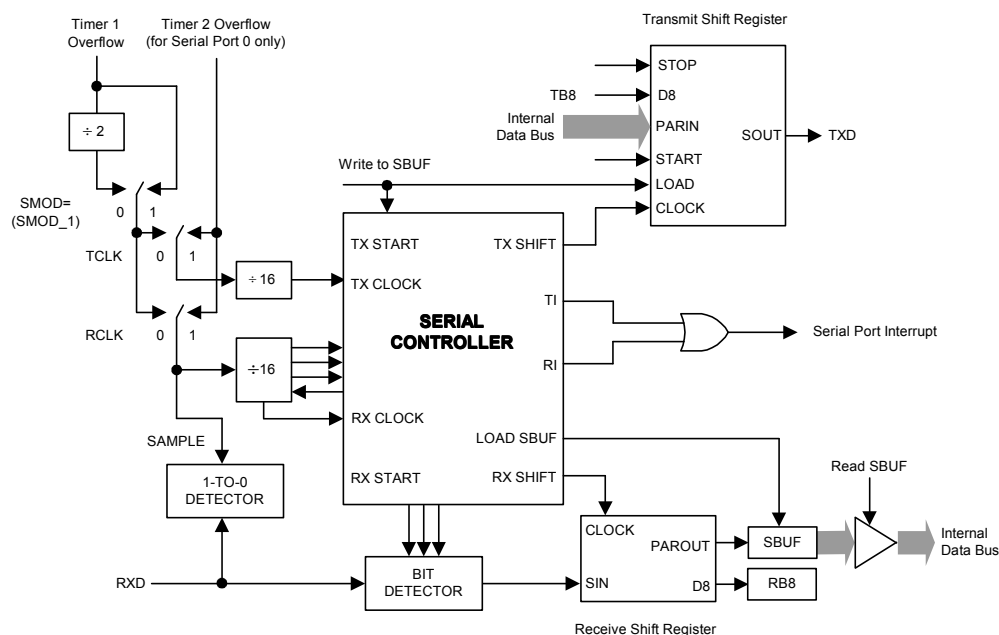 Timer 1
Overflow
Timer 2 Overflow
(for Serial Port 0 only)
Transmit Shift Register
÷ 2
STOP
TB8
D8
Internal
Data Bus
PARIN
SOUT
TXD
START
Write to SBUF
LOAD
CLOCK
SMOD=
(SMOD_1)
0 1
TX START
TX SHIFT
TCLK
0 1
÷ 16
TX CLOCK
TI
SERIAL
CONTROLLER
Serial Port Interrupt
RCLK
0 1
÷16
RI
RX CLOCK
SAMPLE
LOAD SBUF
1-TO-0
DETECTOR
RX START
RX SHIFT
Read SBUF
CLOCK
PAROUT
SBUF
Internal
Data Bus
RXD
BIT
DETECTOR
SIN
D8
RB8
Receive Shift Register